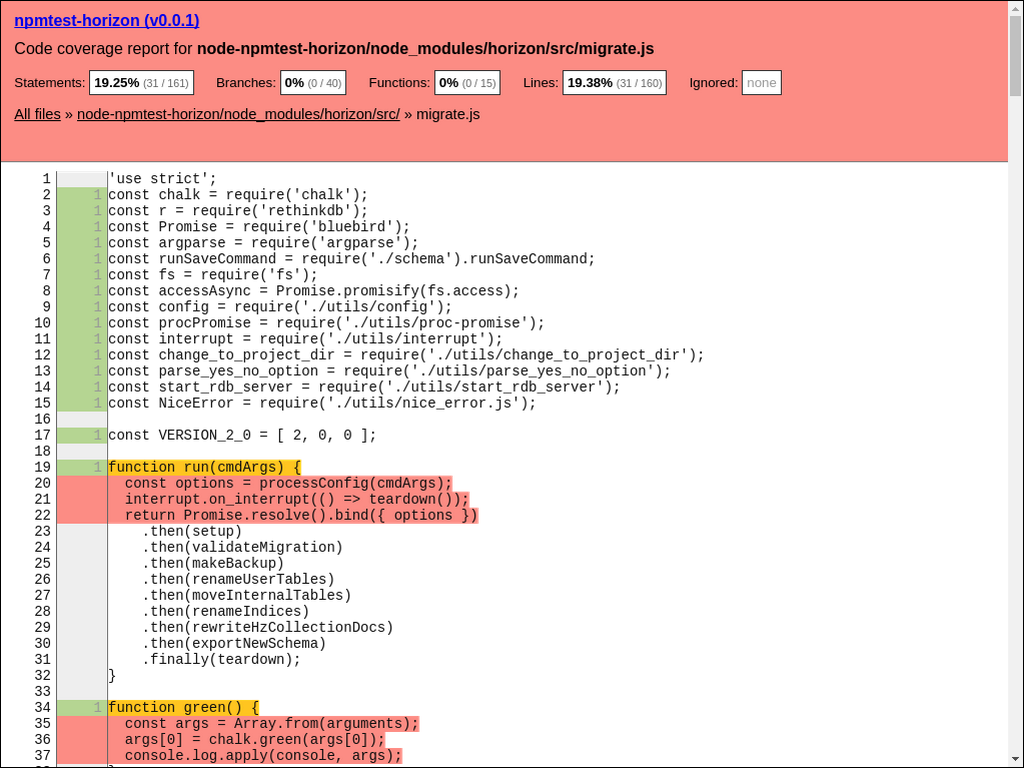 npmtest-horizon (v0.0.1)
Code coverage report for node-npmtest-horizon/node_modules/horizon/src/migrate.js
Statements: 19.25% (31 / 161) Branches: 0% (0 / 40) Functions: 0% (0 / 15) Lines: 19.38% (31 / 160) Ignored: none
All files » node-npmtest-horizon/node_modules/horizon/src/ » migrate.js
1 'use strict';
2 1 const chalk = require('chalk');
3 1 const r = require('rethinkdb');
4 1 const Promise = require('bluebird');
5 1 const argparse = require('argparse');
6 1 const runSaveCommand = require('./schema').runSaveCommand;
7 1 const fs = require('fs');
8 1 const accessAsync = Promise.promisify(fs.access);
9 1 const config = require('./utils/config');
10 1 const procPromise = require('./utils/proc-promise');
11 1 const interrupt = require('./utils/interrupt');
12 1 const change_to_project_dir = require('./utils/change_to_project_dir');
13 1 const parse_yes_no_option = require('./utils/parse_yes_no_option');
14 1 const start_rdb_server = require('./utils/start_rdb_server');
15 1 const NiceError = require('./utils/nice_error.js');
16
17 1 const VERSION_2_0 = [ 2, 0, 0 ];
18
19 1 function run(cmdArgs) {
20 const options = processConfig(cmdArgs);
21 interrupt.on_interrupt(() => teardown());
22 return Promise.resolve().bind({ options })
23 .then(setup)
24 .then(validateMigration)
25 .then(makeBackup)
26 .then(renameUserTables)
27 .then(moveInternalTables)
28 .then(renameIndices)
29 .then(rewriteHzCollectionDocs)
30 .then(exportNewSchema)
31 .finally(teardown);
32 }
33
34 1 function green() {
35 const args = Array.from(arguments);
36 args[0] = chalk.green(args[0]);
37 console.log.apply(console, args);